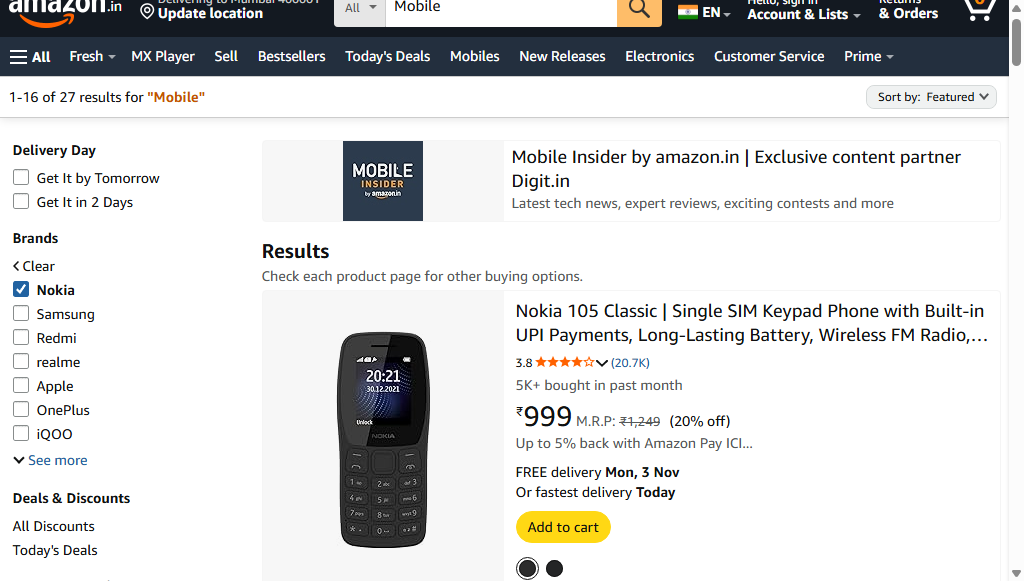 amazon.in
Delivering to Mumbai 400001
Update location
All
Mobile
EN
Hello, sign in
Account & Lists
Returns
& Orders
All
Fresh
MX Player
Sell
Bestsellers
Today's Deals
Mobiles
New Releases
Electronics
Customer Service
Prime
1-16 of 27 results for "Mobile"
Sort by: Featured
Delivery Day
Get It by Tomorrow
Get It in 2 Days
Brands
Clear
Nokia
Samsung
Redmi
realme
Apple
OnePlus
iQOO
See more
Deals & Discounts
All Discounts
Today's Deals
MOBILE
INSIDER
by amazon.in
Mobile Insider by amazon.in | Exclusive content partner
Digit.in
Latest tech news, expert reviews, exciting contests and more
Results
Check each product page for other buying options.
20:21
30.12.2021
Unlock
NOKIA
Nokia 105 Classic | Single SIM Keypad Phone with Built-in
UPI Payments, Long-Lasting Battery, Wireless FM Radio,…
3.8 (20.7K)
5K+ bought in past month
₹999 M.R.P: ₹1,249 (20% off)
Up to 5% back with Amazon Pay ICI…
FREE delivery Mon, 3 Nov
Or fastest delivery Today
Add to cart